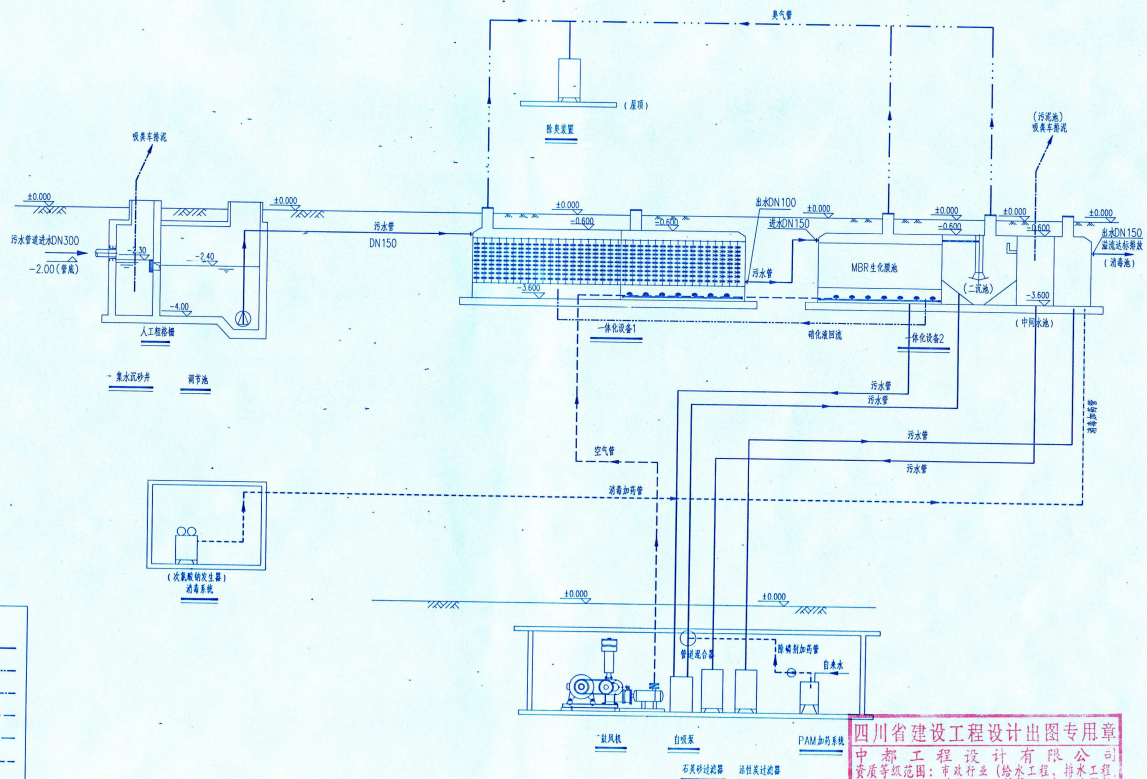 臭气管
(屋顶)
除臭装置
吸粪车排泥
(污泥池)
吸粪车排泥
±0.000
±0.000
±0.000
±0.000
±0.000
±0.000
±0.000
±0.000
出水DN100
进水DN150
污水管
DN150
-0.600
-0.600
-0.600
-0.600
出水DN150
溢流达标排放
(消毒池)
污水管道进水DN300
-2.00(管底)
-2.30
-2.40
-4.00
污水管
MBR生化膜池
(二沉池)
-3.600
-3.600
(中间水池)
人工粗格栅
一体化设备1
硝化液回流
一体化设备2
集水沉砂井
调节池
污水管
污水管
污水管
污水管
消毒加药管
空气管
消毒加药管
(次氯酸钠发生器)
消毒系统
±0.000
±0.000
管道混合器
除磷剂加药管
自来水
鼓风机
自吸泵
PAM加药系统
石英砂过滤器
活性炭过滤器
四川省建设工程设计出图专用章
中都工程设计有限公司
资质等级范围:市政行业(给水工程、排水工程、